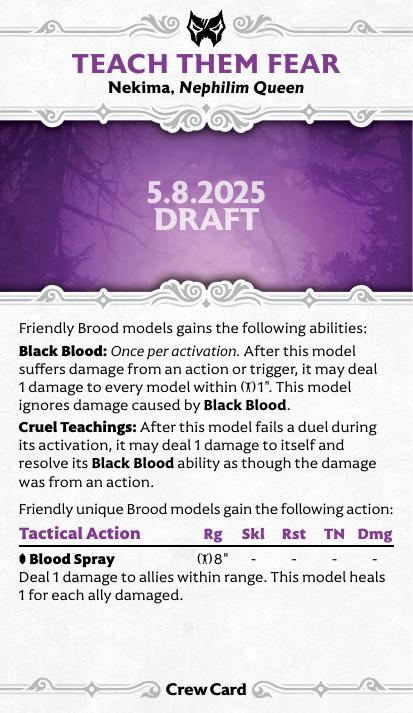 TEACH THEM FEAR
Nekima, Nephilim Queen
5.8.2025
DRAFT
Friendly Brood models gains the following abilities:
Black Blood: Once per activation. After this model
suffers damage from an action or trigger, it may deal
1 damage to every model within 1". This model
ignores damage caused by Black Blood.
Cruel Teachings: After this model fails a duel during
its activation, it may deal 1 damage to itself and
resolve its Black Blood ability as though the damage
was from an action.
Friendly unique Brood models gain the following action:
Tactical Action Rg Skl Rst TN Dmg
Blood Spray 8" - - - -
Deal 1 damage to allies within range. This model heals
1 for each ally damaged.
Crew Card